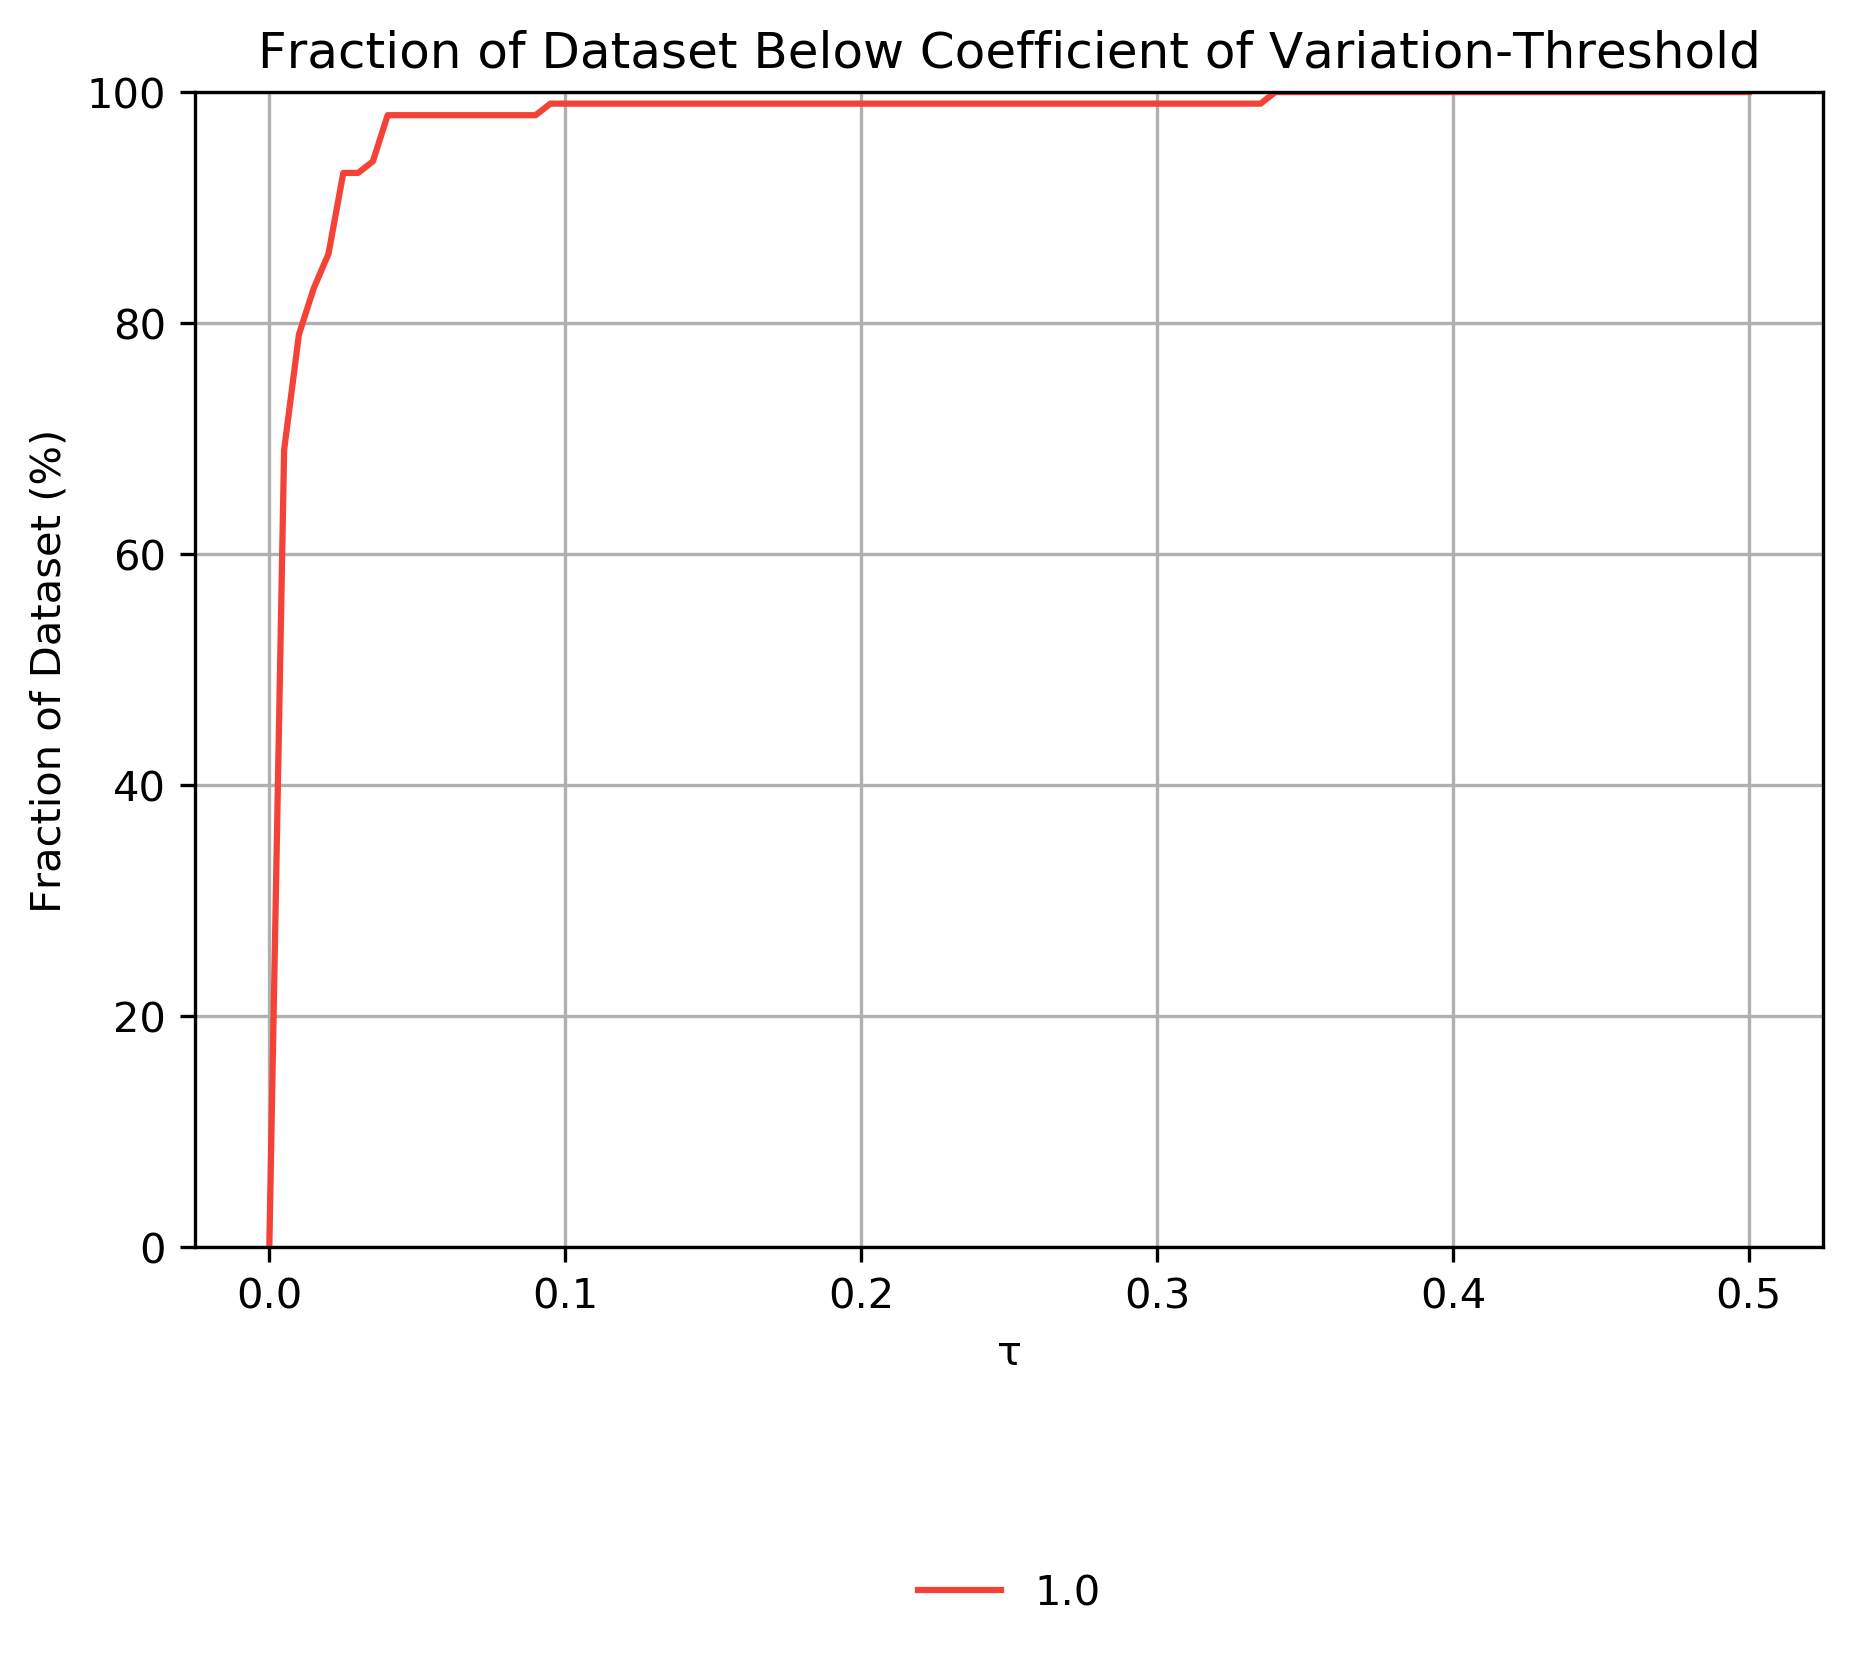 Fraction of Dataset Below Coefficient of Variation-Threshold
Fraction of Dataset (%)
100
80
60
40
20
0
0.0 0.1 0.2 0.3 0.4 0.5
τ
1.0